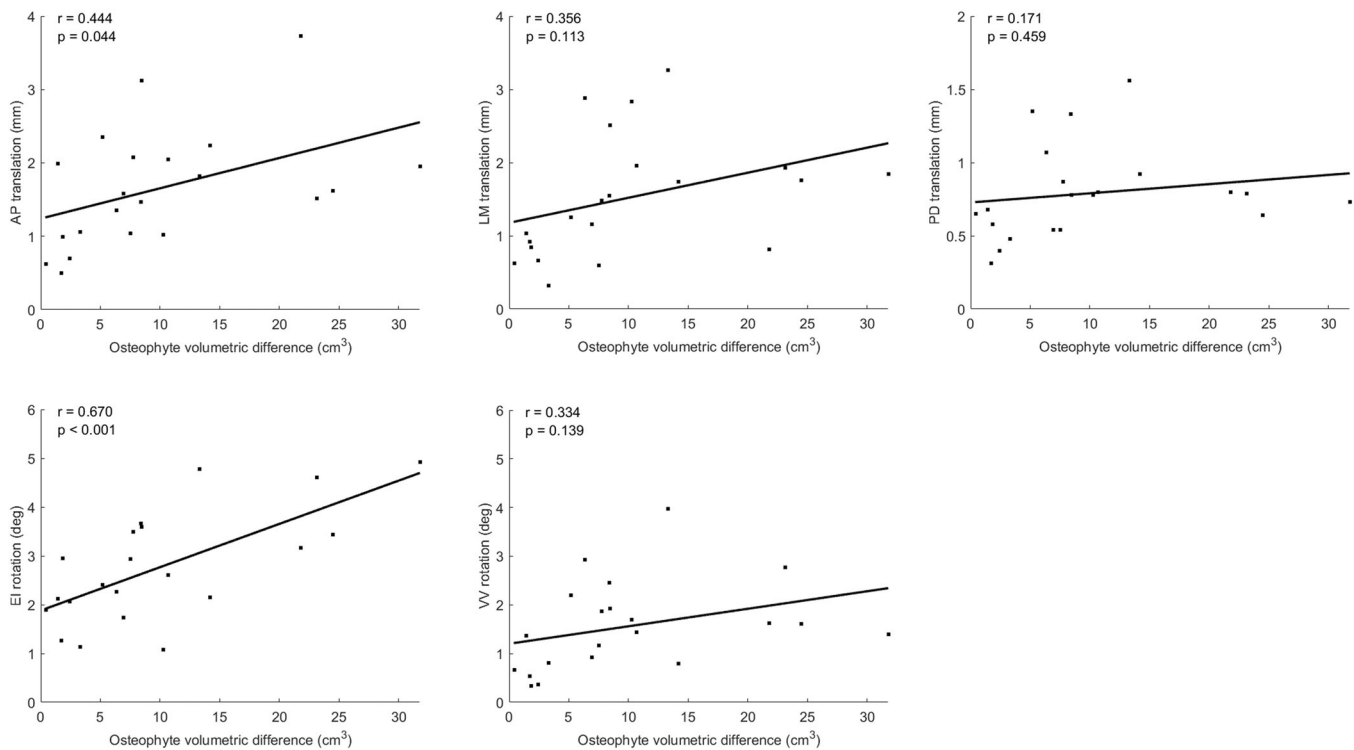 r = 0.444
p = 0.044
4
3
2
1
0
AP translation (mm)
0 5 10 15 20 25 30
Osteophyte volumetric difference (cm³)
r = 0.356
p = 0.113
4
3
2
1
0
LM translation (mm)
0 5 10 15 20 25 30
Osteophyte volumetric difference (cm³)
r = 0.171
p = 0.459
2
1.5
1
0.5
0
PD translation (mm)
0 5 10 15 20 25 30
Osteophyte volumetric difference (cm³)
r = 0.670
p < 0.001
6
5
4
3
2
1
0
EI rotation (deg)
0 5 10 15 20 25 30
Osteophyte volumetric difference (cm³)
r = 0.334
p = 0.139
6
5
4
3
2
1
0
VV rotation (deg)
0 5 10 15 20 25 30
Osteophyte volumetric difference (cm³)